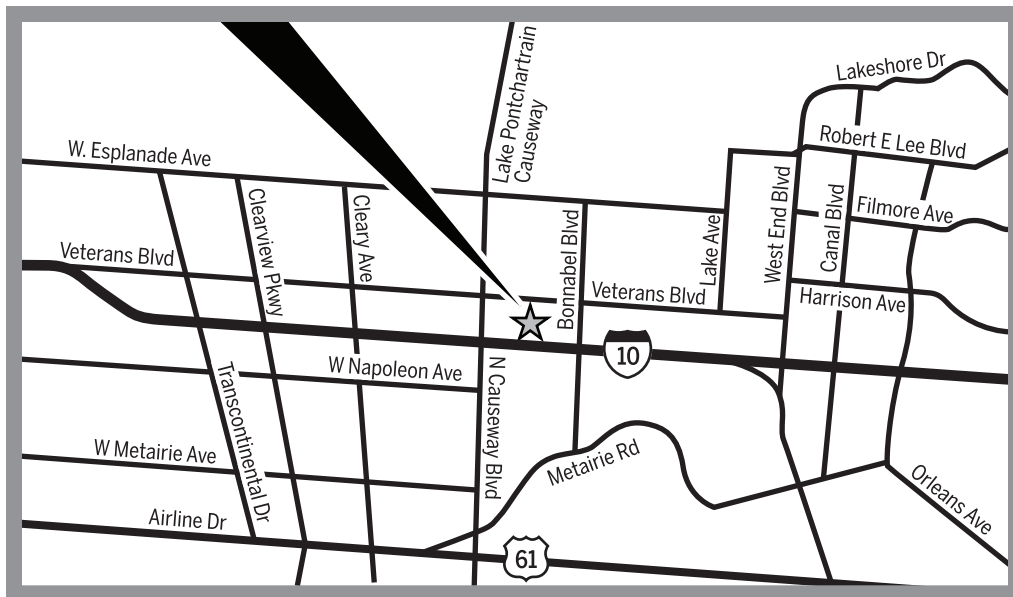 Lake Pontchartrain
Causeway
Lakeshore Dr
Robert E Lee Blvd
W. Esplanade Ave
Clearview Pkwy
Cleary Ave
Bonnabel Blvd
Lake Ave
West End Blvd
Canal Blvd
Filmore Ave
Veterans Blvd
Veterans Blvd
Harrison Ave
10
W Napoleon Ave
N Causeway Blvd
Transcontinental Dr
W Metairie Ave
Metairie Rd
Orleans Ave
Airline Dr
61